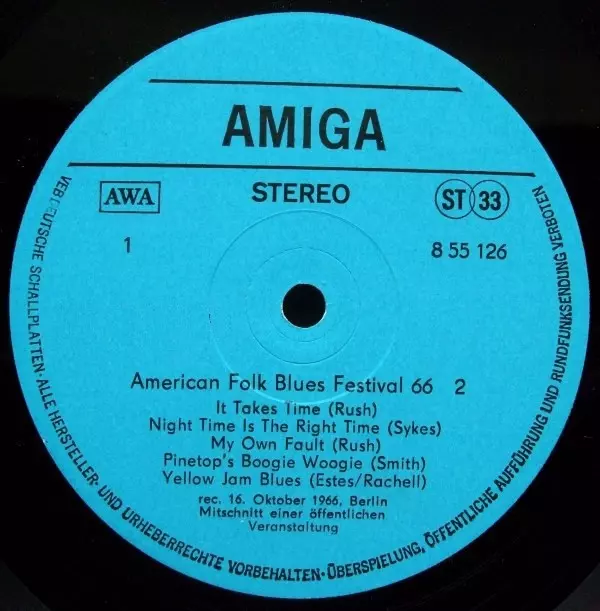 AMIGA
AWA
STEREO
ST 33
1
8 55 126
American Folk Blues Festival 66 2
It Takes Time (Rush)
Night Time Is The Right Time (Sykes)
My Own Fault (Rush)
Pinetop's Boogie Woogie (Smith)
Yellow Jam Blues (Estes/Rachell)
rec. 16. Oktober 1966, Berlin
Mitschnitt einer öffentlichen
Veranstaltung
VEB DEUTSCHE SCHALLPLATTEN·ALLE HERSTELLER- UND URHEBERRECHTE VORBEHALTEN·ÜBERSPIELUNG, ÖFFENTLICHE AUFFÜHRUNG UND RUNDFUNKSENDUNG VERBOTEN